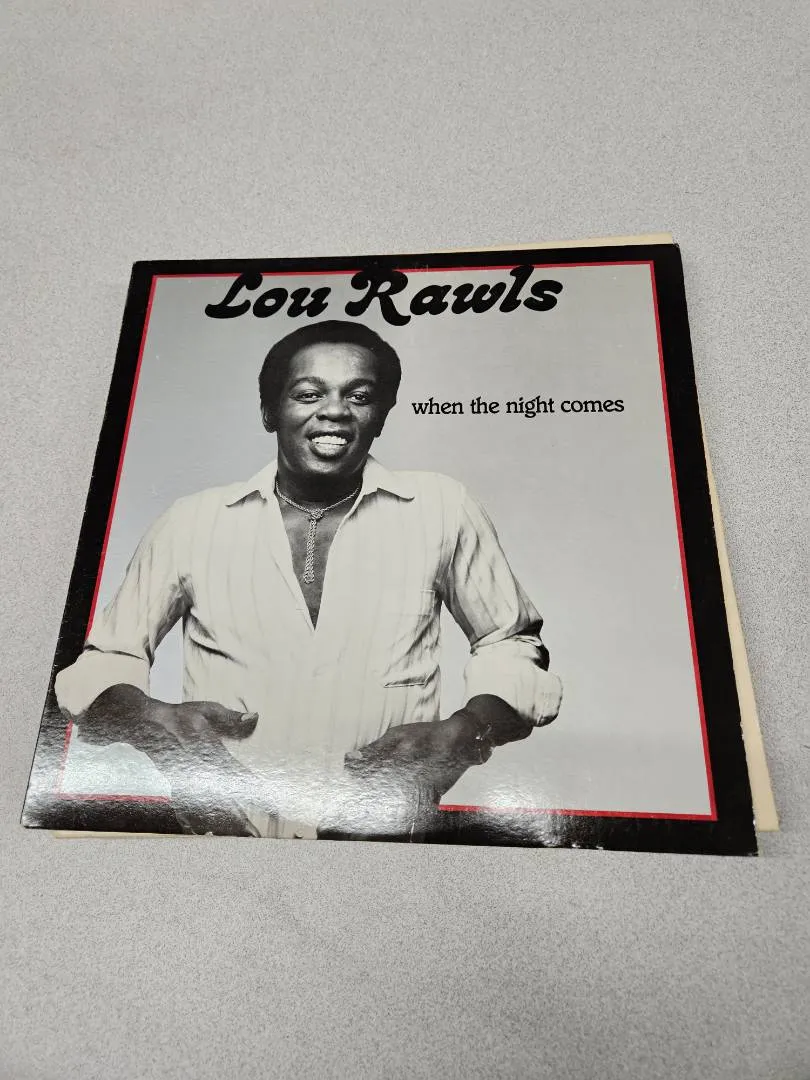 Lou Rawls
when the night comes